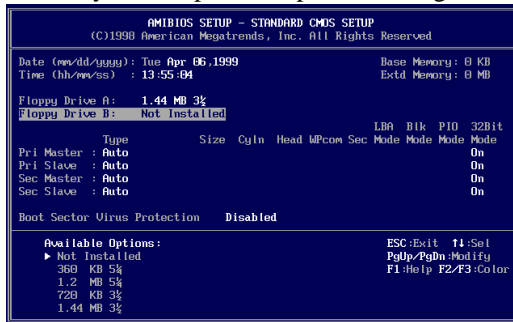 AMIBIOS SETUP - STANDARD CMOS SETUP
(C)1998 American Megatrends, Inc. All Rights Reserved
Date (mm/dd/yyyy): Tue Apr 06,1999 Base Memory: 0 KB
Time (hh/mm/ss) : 13:55:04 Extd Memory: 0 MB
Floppy Drive A: 1.44 MB 3½
Floppy Drive B: Not Installed
LBA Blk PIO 32Bit
Type Size Cyln Head WPcom Sec Mode Mode Mode Mode
Pri Master : Auto On
Pri Slave : Auto On
Sec Master : Auto On
Sec Slave : Auto On
Boot Sector Virus Protection Disabled
Available Options: ESC:Exit ↑↓:Sel
▶ Not Installed PgUp/PgDn:Modify
360 KB 5¼ F1:Help F2/F3:Color
1.2 MB 5¼
720 KB 3½
1.44 MB 3½